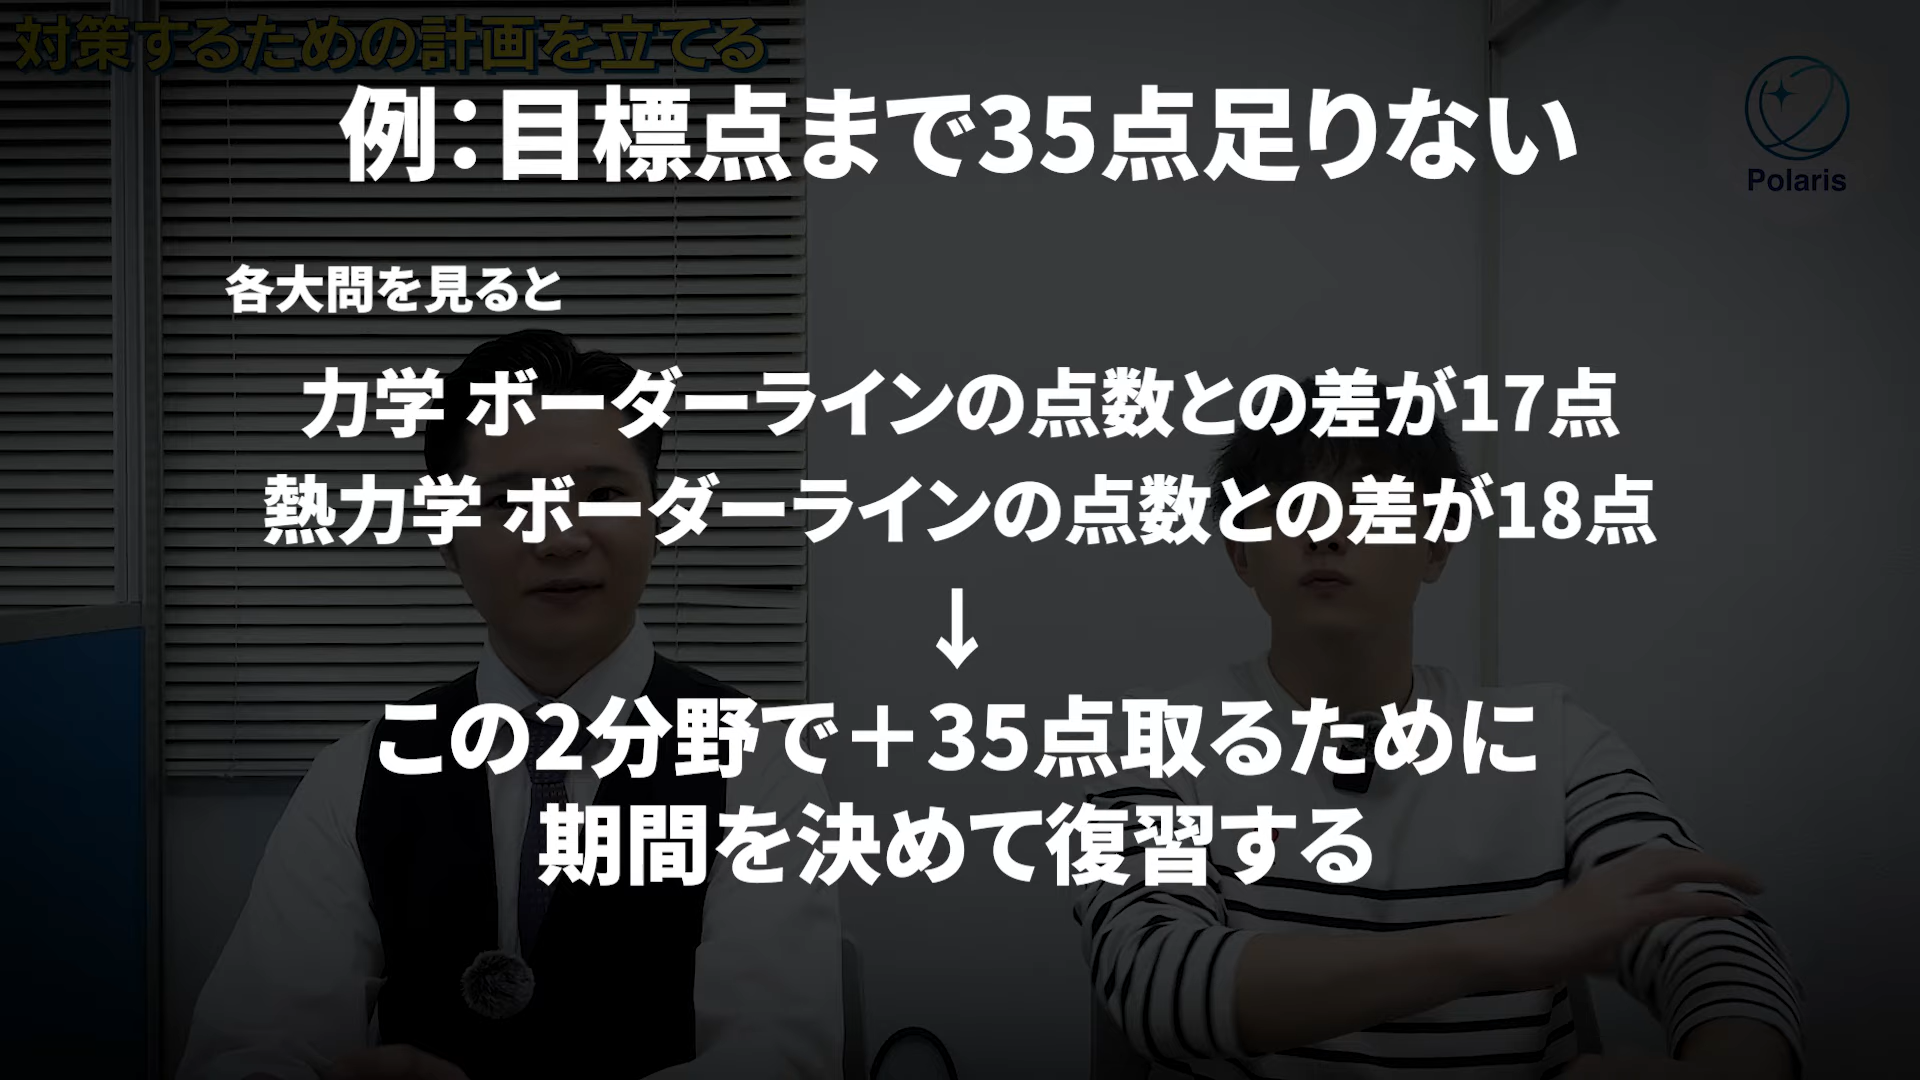 対策するための計画を立てる
例：目標点まで35点足りない
Polaris
各大問を見ると
力学 ボーダーラインの点数との差が17点
熱力学 ボーダーラインの点数との差が18点
↓
この2分野で＋35点取るために
期間を決めて復習する